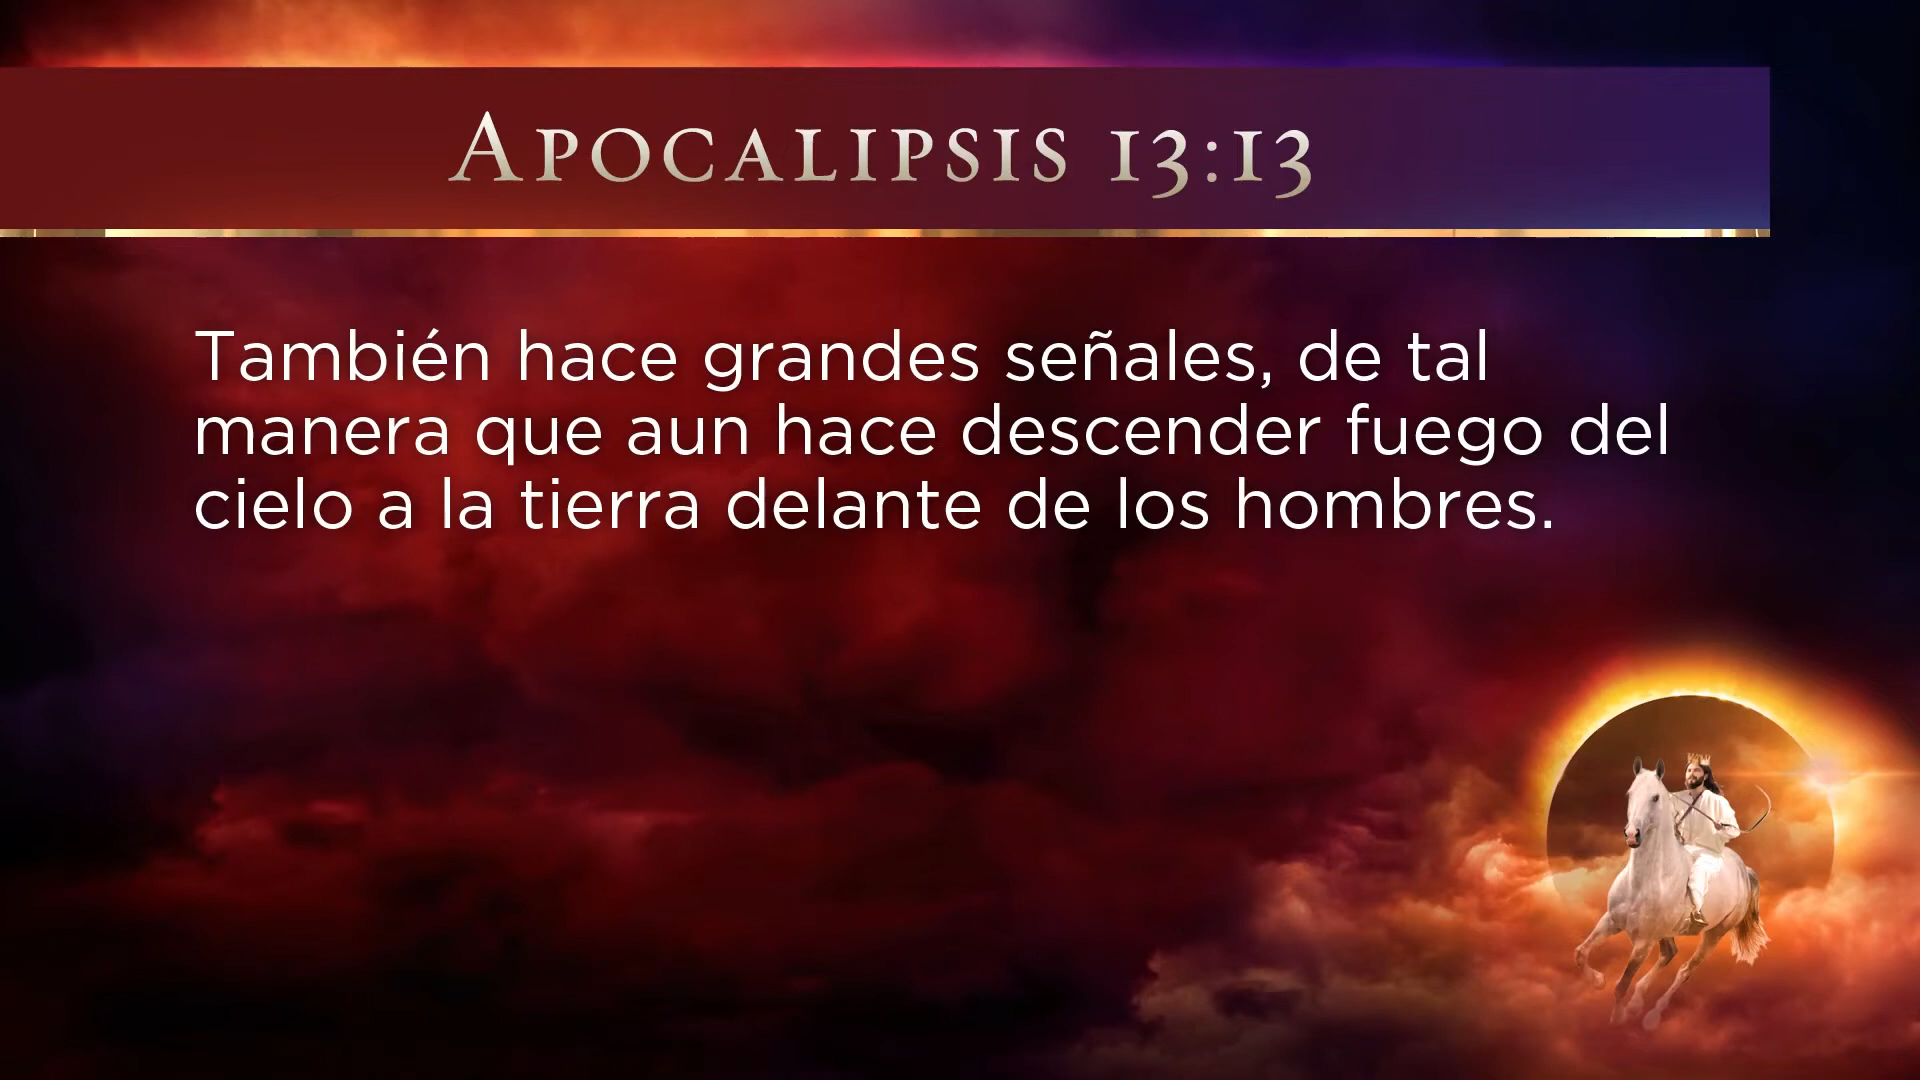 Apocalipsis 13:13
También hace grandes señales, de tal
manera que aun hace descender fuego del
cielo a la tierra delante de los hombres.